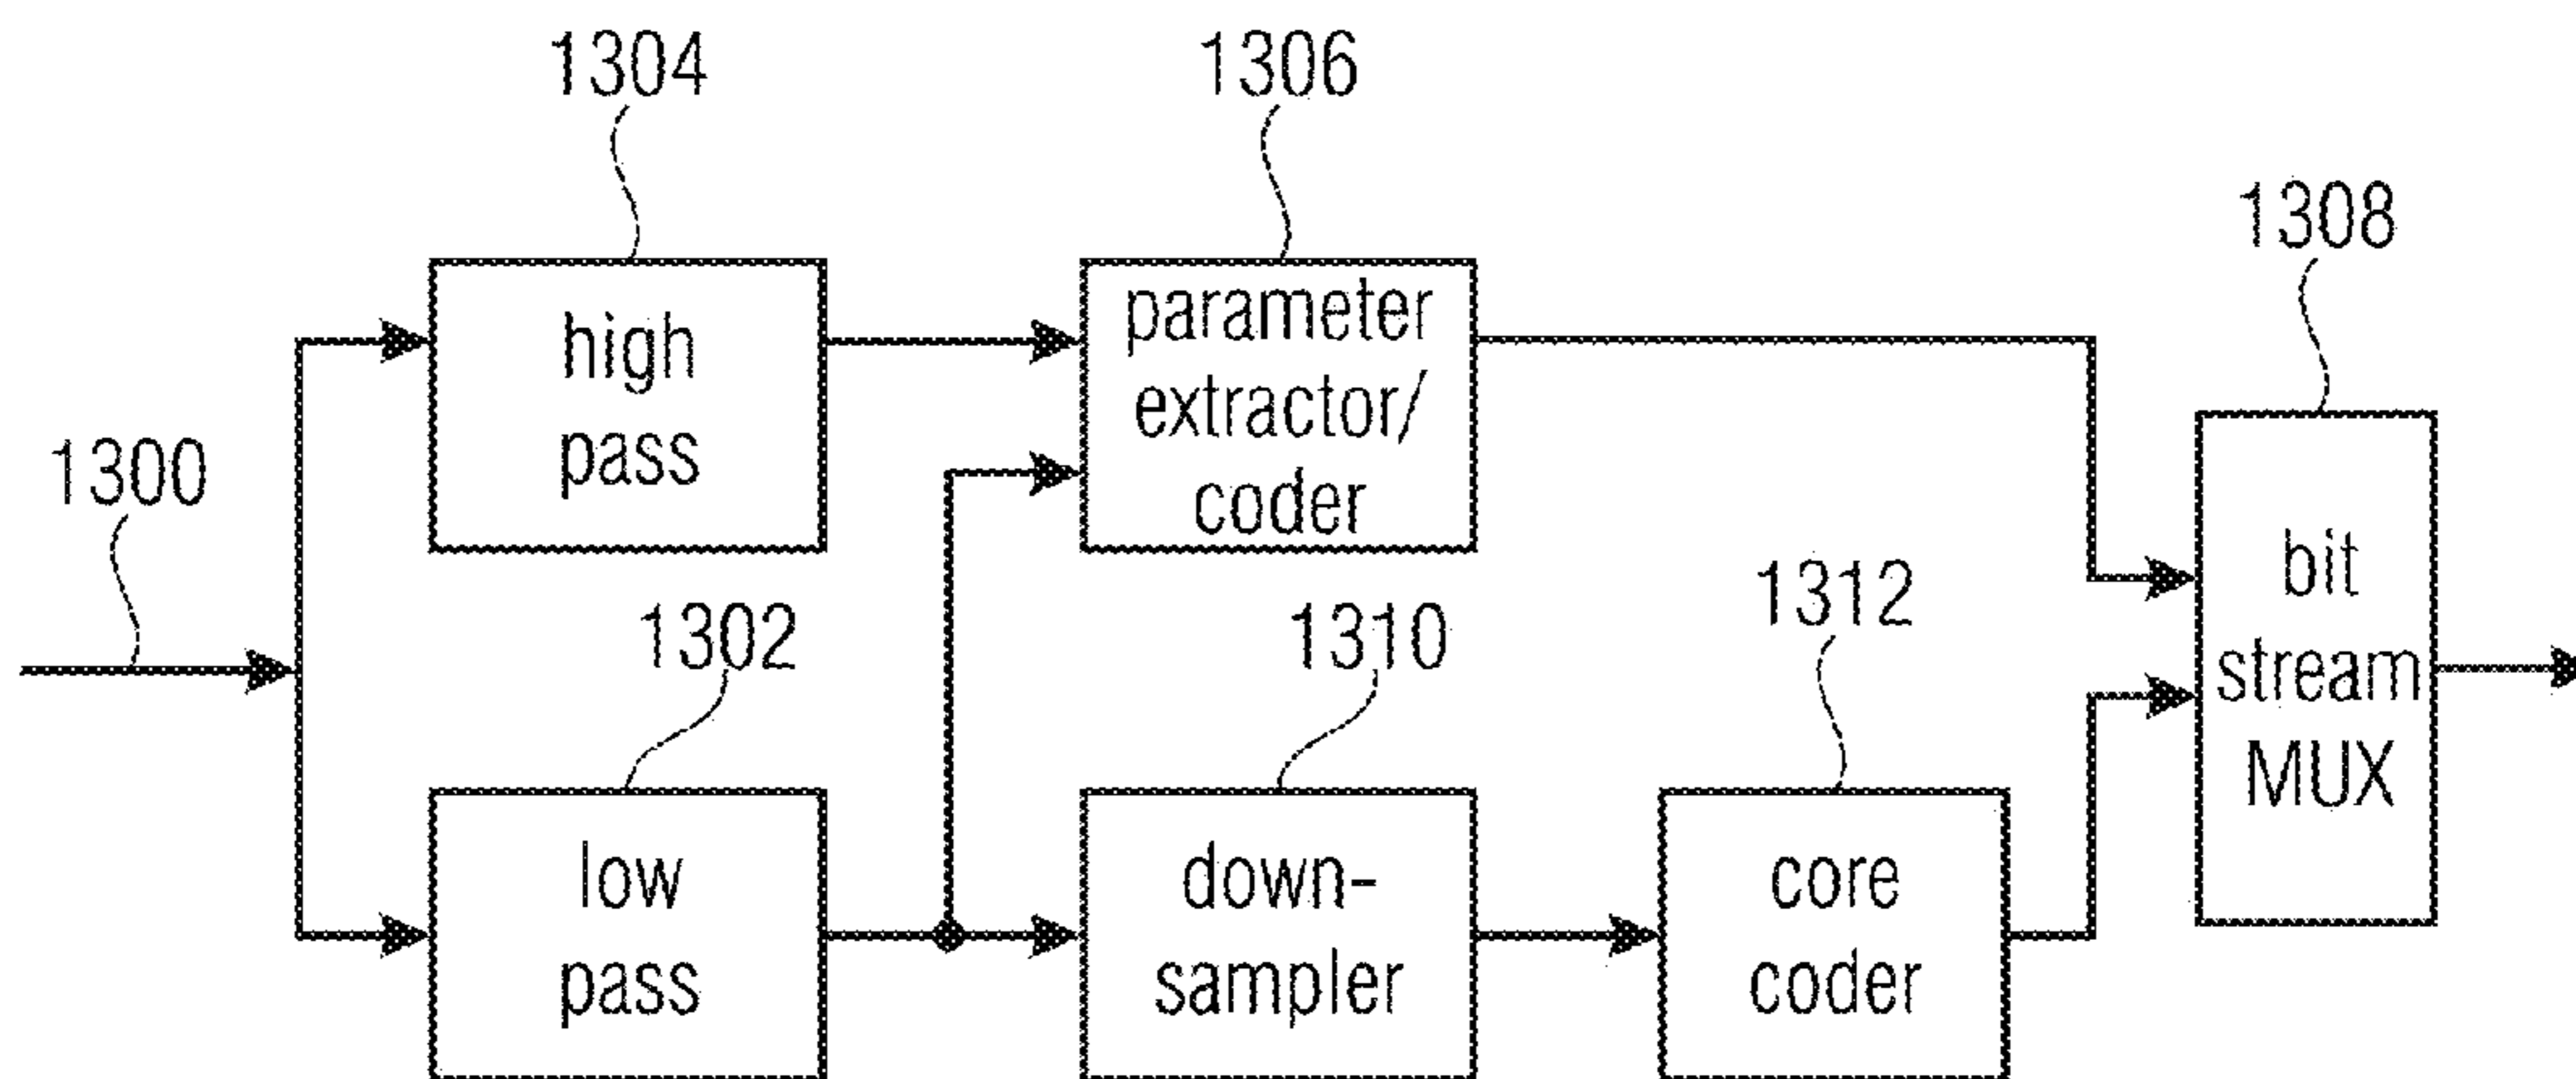 1304
1306
1308
high
pass
parameter
extractor/
coder
1300
1302
1310
1312
bit
stream
MUX
low
pass
down-
sampler
core
coder